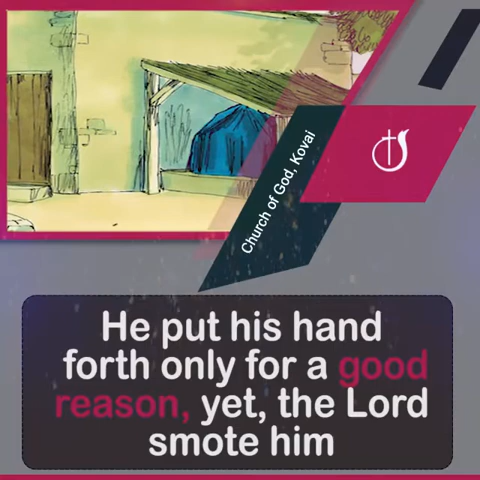 Church of God, Kovai
He put his hand
forth only for a good
reason, yet, the Lord
smote him